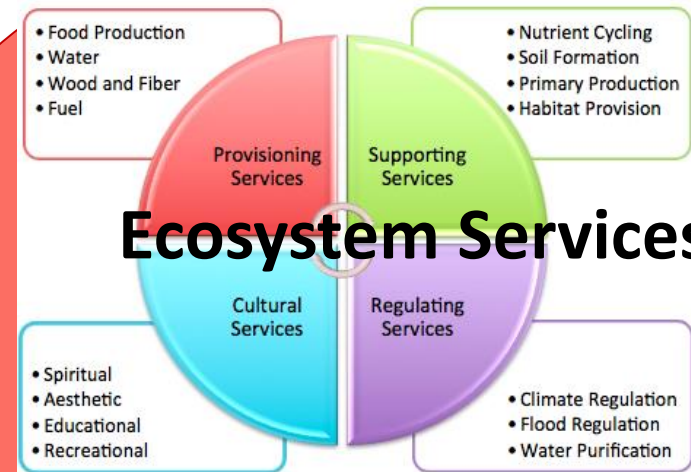 • Food Production
• Water
• Wood and Fiber
• Fuel
• Nutrient Cycling
• Soil Formation
• Primary Production
• Habitat Provision
Provisioning
Services
Supporting
Services
Ecosystem Services
Cultural
Services
Regulating
Services
• Spiritual
• Aesthetic
• Educational
• Recreational
• Climate Regulation
• Flood Regulation
• Water Purification